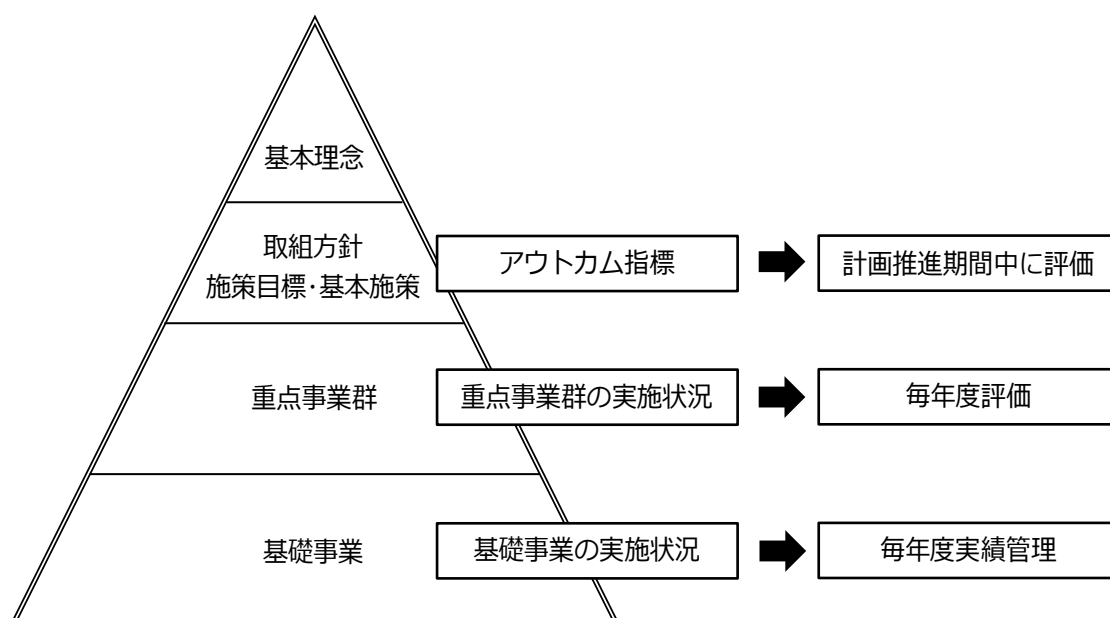 基本理念
取組方針
施策目標・基本施策
アウトカム指標
計画推進期間中に評価
重点事業群
重点事業群の実施状況
毎年度評価
基礎事業
基礎事業の実施状況
毎年度実績管理